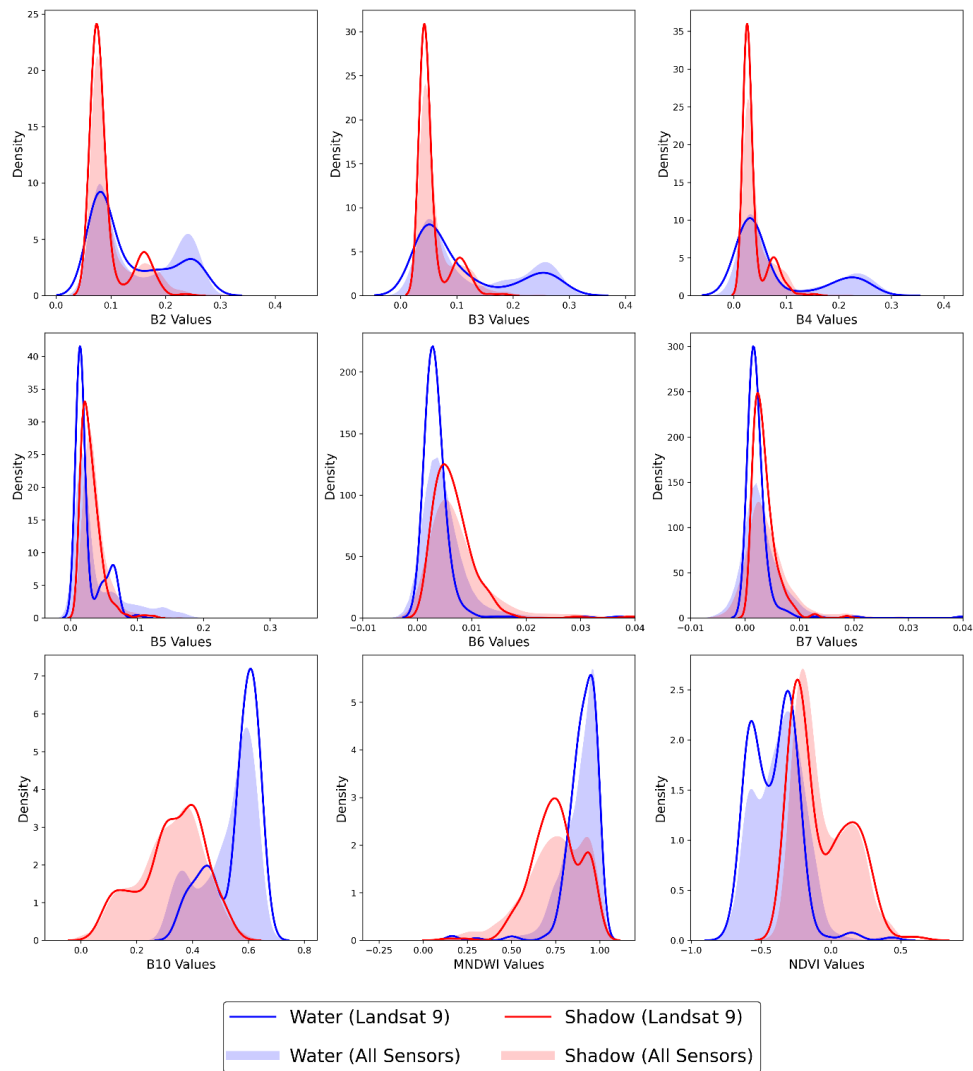 25
20
15
10
5
0
Density
0.0 0.1 0.2 0.3 0.4
B2 Values
30
25
20
15
10
5
0
Density
0.0 0.1 0.2 0.3 0.4
B3 Values
35
30
25
20
15
10
5
0
Density
0.0 0.1 0.2 0.3 0.4
B4 Values
40
35
30
25
20
15
10
5
0
Density
0.0 0.1 0.2 0.3
B5 Values
200
150
100
50
0
Density
−0.01 0.00 0.01 0.02 0.03 0.04
B6 Values
300
250
200
150
100
50
0
Density
−0.01 0.00 0.01 0.02 0.03 0.04
B7 Values
7
6
5
4
3
2
1
0
Density
0.0 0.2 0.4 0.6 0.8
B10 Values
5
4
3
2
1
0
Density
−0.25 0.00 0.25 0.50 0.75 1.00
MNDWI Values
2.5
2.0
1.5
1.0
0.5
0.0
Density
−1.0 −0.5 0.0 0.5
NDVI Values
Water (Landsat 9) Shadow (Landsat 9)
Water (All Sensors) Shadow (All Sensors)